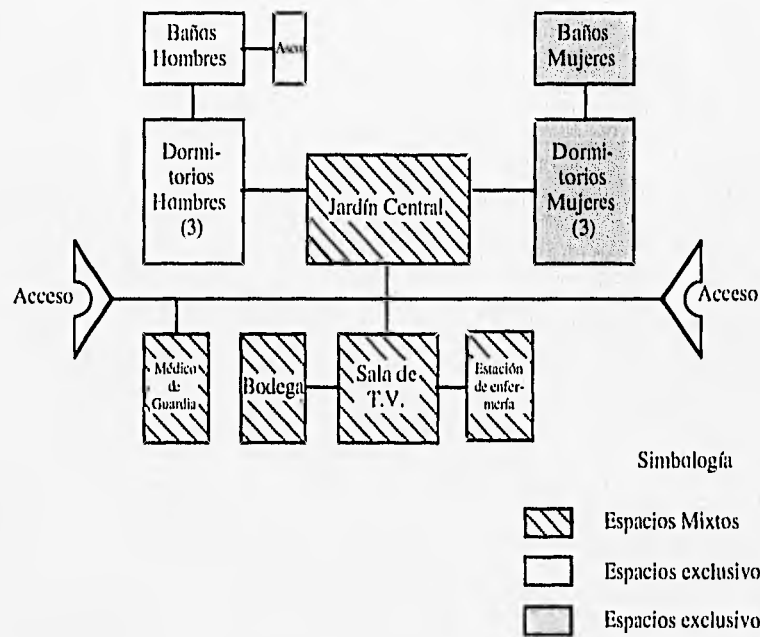 Baños
Hombres
Aseo
Baños
Mujeres
Dormi-
torios
Hombres
(3)
Jardín Central
Dormi-
torios
Mujeres
(3)
Acceso
Acceso
Médico
de
Guardia
Bodega
Sala de
T.V.
Estación
de enfer-
mería
Simbología
Espacios Mixtos
Espacios exclusivo
Espacios exclusivo